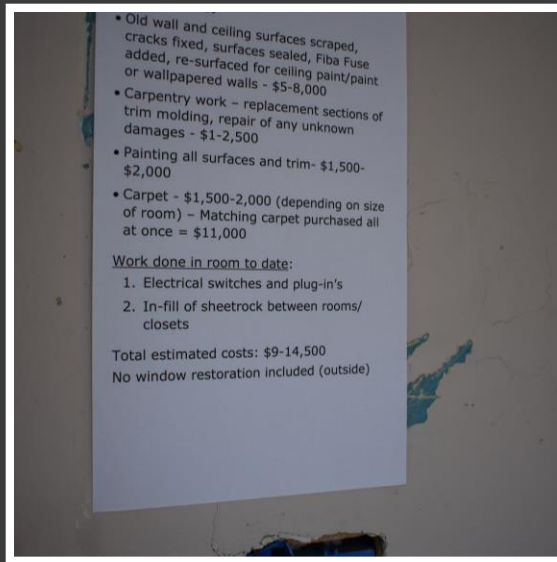 • Old wall and ceiling surfaces scraped,
cracks fixed, surfaces sealed, Fiba Fuse
added, re-surfaced for ceiling paint/paint
or wallpapered walls - $5-8,000
• Carpentry work – replacement sections of
trim molding, repair of any unknown
damages - $1-2,500
• Painting all surfaces and trim- $1,500-
$2,000
• Carpet - $1,500-2,000 (depending on size
of room) – Matching carpet purchased all
at once = $11,000
Work done in room to date:
1. Electrical switches and plug-in's
2. In-fill of sheetrock between rooms/
closets
Total estimated costs: $9-14,500
No window restoration included (outside)